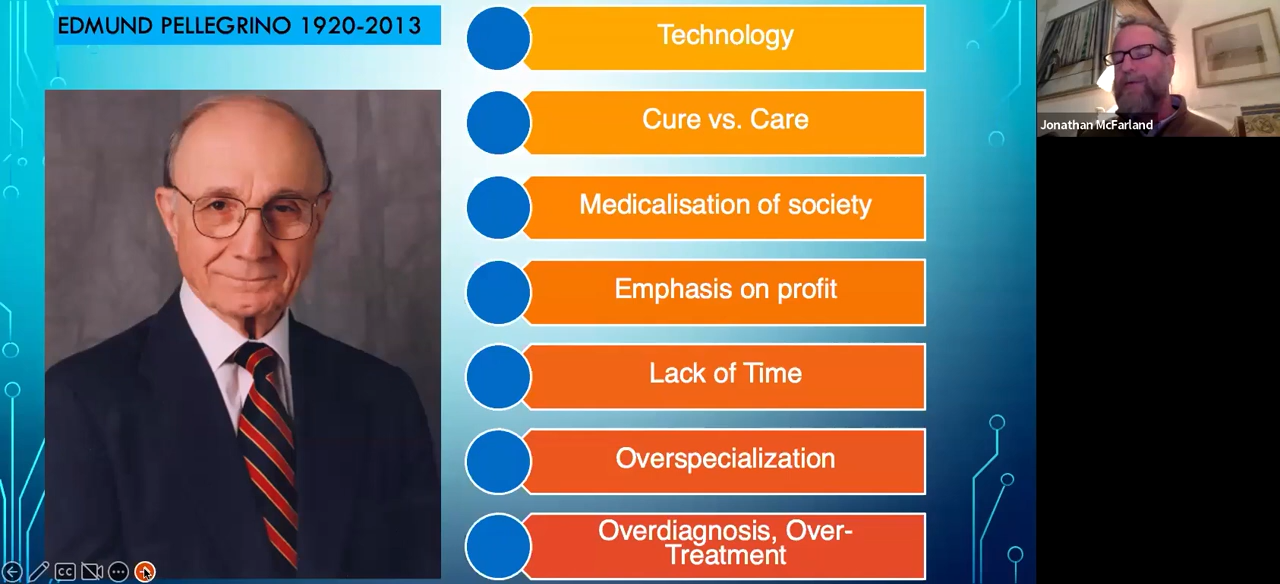 EDMUND PELLEGRINO 1920-2013
Technology
Cure vs. Care
Medicalisation of society
Emphasis on profit
Lack of Time
Overspecialization
Overdiagnosis, Over-
Treatment
Jonathan McFarland
CC